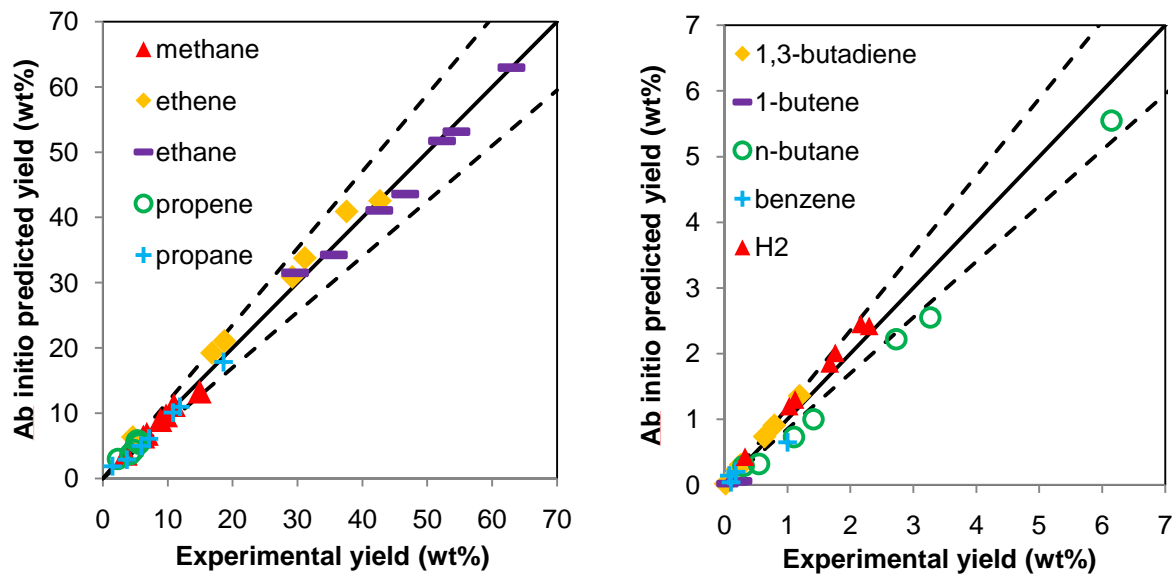 Ab initio predicted yield (wt%)
70
60
50
40
30
20
10
0
methane
ethene
ethane
propene
propane
0 10 20 30 40 50 60 70
Experimental yield (wt%)
Ab initio predicted yield (wt%)
7
6
5
4
3
2
1
0
1,3-butadiene
1-butene
n-butane
benzene
H2
0 1 2 3 4 5 6 7
Experimental yield (wt%)